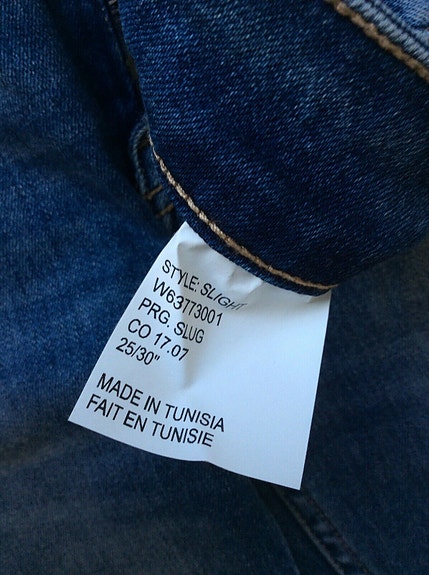 STYLE: SLIGHT
W63773001
PRG. SLUG
CO 17.07
25/30"
MADE IN TUNISIA
FAIT EN TUNISIE